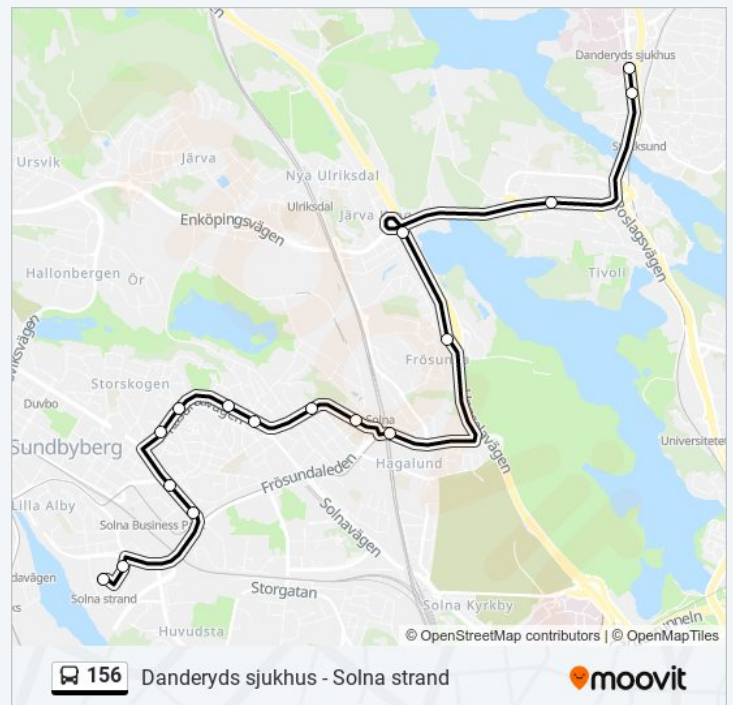 Danderyds sjukhus
Ursvik
Järva
Nya Ulriksdal
Ulriksdal
Enköpingsvägen
Järva
Hallonbergen
Ör
Tivoli
Frösunda
Storskogen
Duvbo
Solna
Universitetet
Sundbyberg
Hagalund
Frösundaleden
Lilla Alby
Solnavägen
Solna Business P
Storgatan
Solna strand
Solna Kyrkby
Huvudsta
© OpenStreetMap contributors | © OpenMapTiles
156 Danderyds sjukhus - Solna strand
moovit